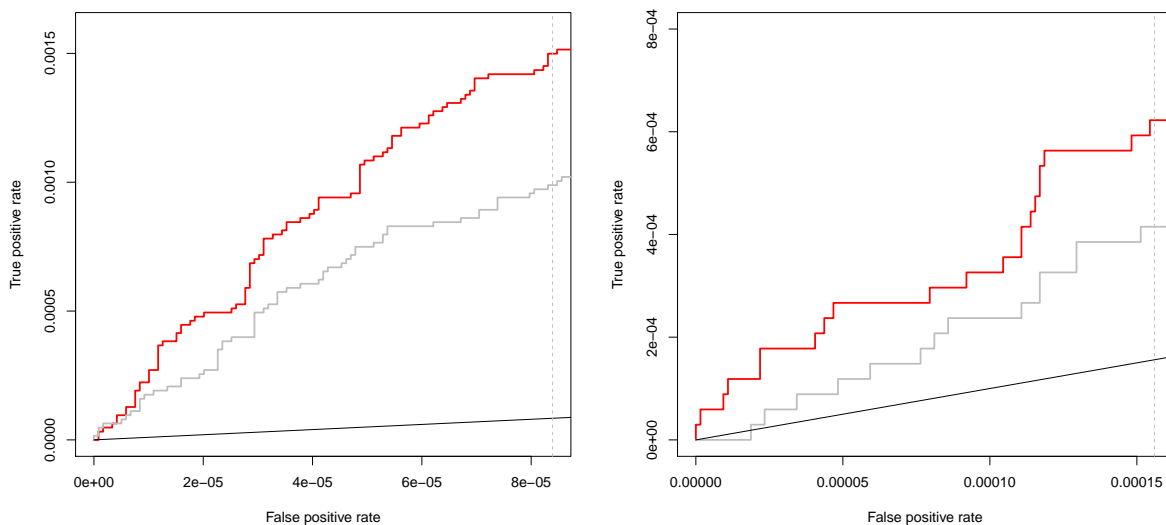 0.0015
0.0010
0.0005
0.0000
True positive rate
0e+00 2e-05 4e-05 6e-05 8e-05
False positive rate
8e-04
6e-04
4e-04
2e-04
0e+00
True positive rate
0.00000 0.00005 0.00010 0.00015
False positive rate